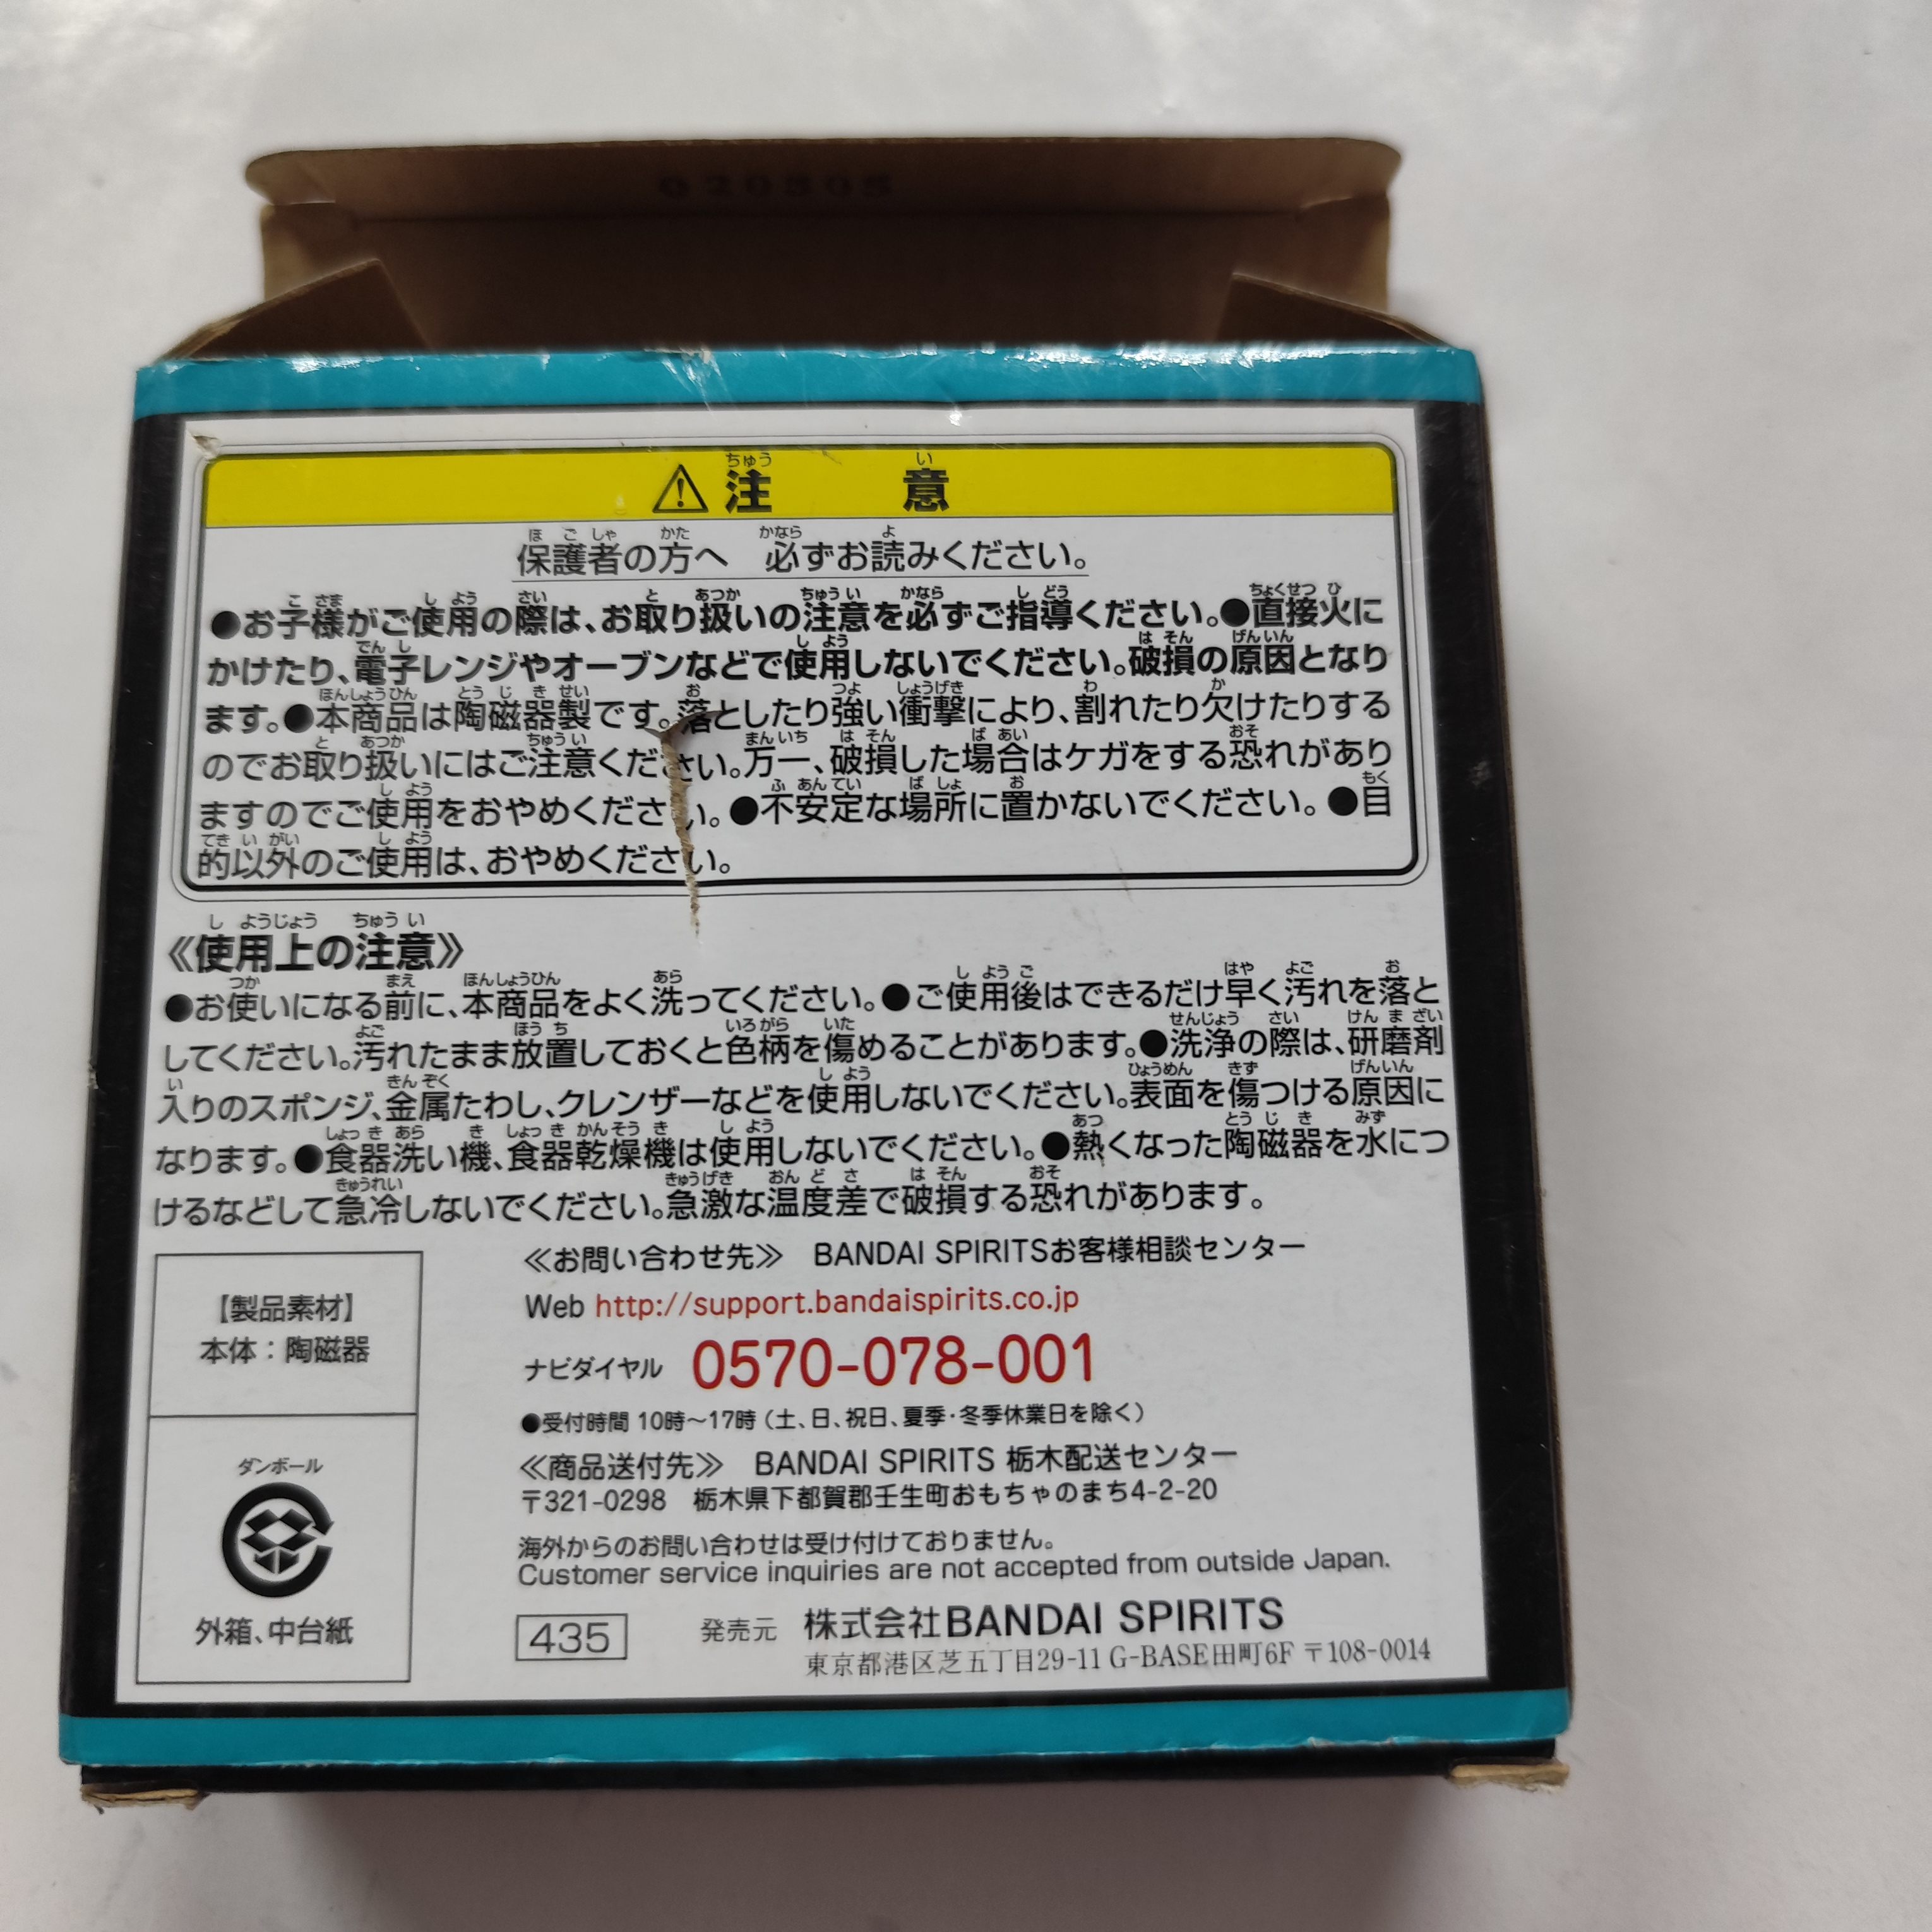 020305
注意
保護者の方へ 必ずお読みください。
●お子様がご使用の際は、お取り扱いの注意を必ずご指導ください。●直接火に
かけたり、電子レンジやオーブンなどで使用しないでください。破損の原因となり
ます。●本商品は陶磁器製です。落としたり強い衝撃により、割れたり欠けたりする
のでお取り扱いにはご注意ください。万一、破損した場合はケガをする恐れがあり
ますのでご使用をおやめください。●不安定な場所に置かないでください。●目
的以外のご使用は、おやめください。
《使用上の注意》
●お使いになる前に、本商品をよく洗ってください。●ご使用後はできるだけ早く汚れを落と
してください。汚れたまま放置しておくと色柄を傷めることがあります。●洗浄の際は、研磨剤
入りのスポンジ、金属たわし、クレンザーなどを使用しないでください。表面を傷つける原因に
なります。●食器洗い機、食器乾燥機は使用しないでください。●熱くなった陶磁器を水につ
けるなどして急冷しないでください。急激な温度差で破損する恐れがあります。
【製品素材】
本体：陶磁器
ダンボール
外箱、中台紙
≪お問い合わせ先≫ BANDAI SPIRITSお客様相談センター
Web http://support.bandaispirits.co.jp
ナビダイヤル 0570-078-001
●受付時間 10時～17時（土、日、祝日、夏季・冬季休業日を除く）
≪商品送付先≫ BANDAI SPIRITS 栃木配送センター
〒321-0298 栃木県下都賀郡壬生町おもちゃのまち4-2-20
海外からのお問い合わせは受け付けておりません。
Customer service inquiries are not accepted from outside Japan.
435 発売元 株式会社BANDAI SPIRITS
東京都港区芝五丁目29-11 G-BASE田町6F 〒108-0014